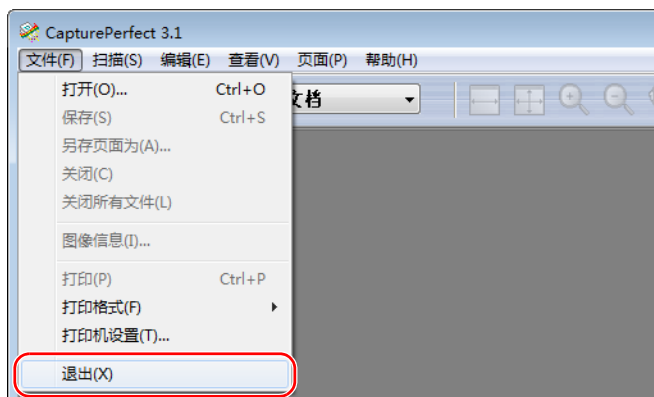 CapturePerfect 3.1
文件(F) 扫描(S) 编辑(E) 查看(V) 页面(P) 帮助(H)
打开(O)... Ctrl+O
文档
保存(S) Ctrl+S
另存页面为(A)...
关闭(C)
关闭所有文件(L)
图像信息(I)...
打印(P) Ctrl+P
打印格式(F)
打印机设置(T)...
退出(X)